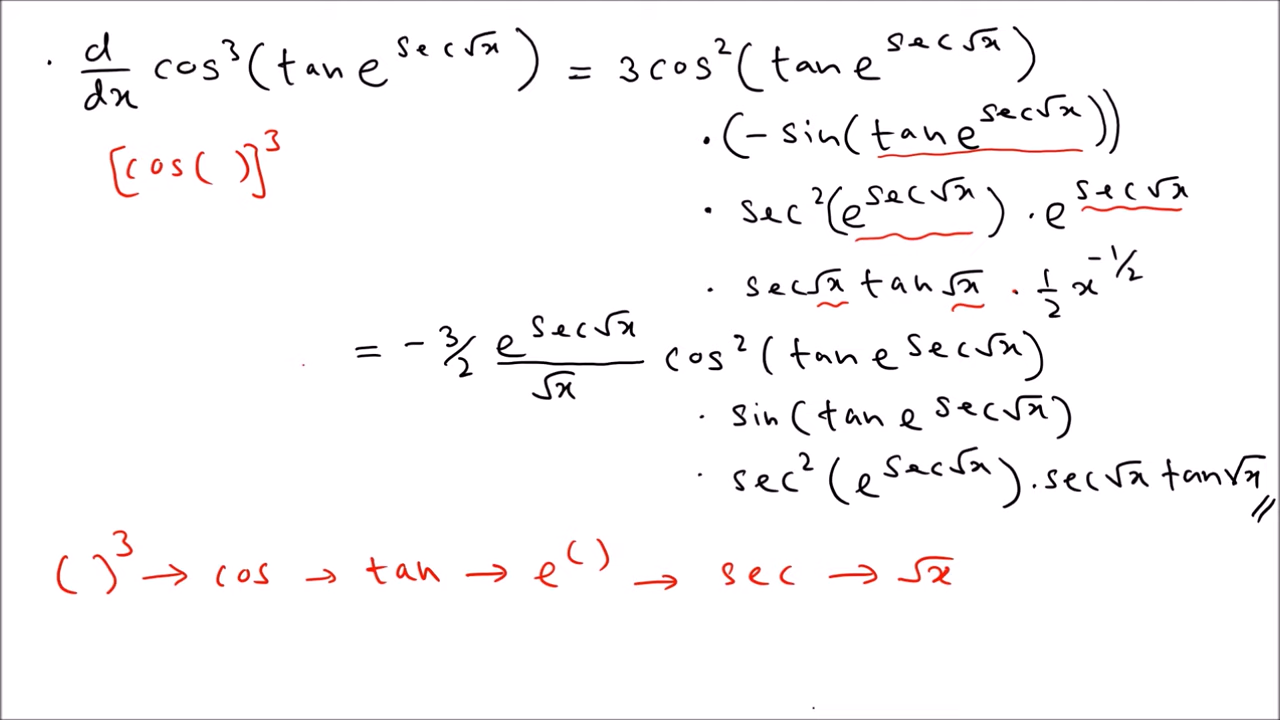 · d/dx cos³(tan e^(sec√x)) = 3cos²(tan e^(sec√x))
[cos( )]³
·(-sin(tan e^(sec√x)))
· sec²(e^(sec√x)) · e^(sec√x)
· sec√x tan√x · 1/2 x^(-1/2)
= -3/2 e^(sec√x)/√x cos²(tan e^(sec√x))
· sin(tan e^(sec√x))
· sec²(e^(sec√x)) · sec√x tan√x //
( )³ → cos → tan → e^( ) → sec → √x